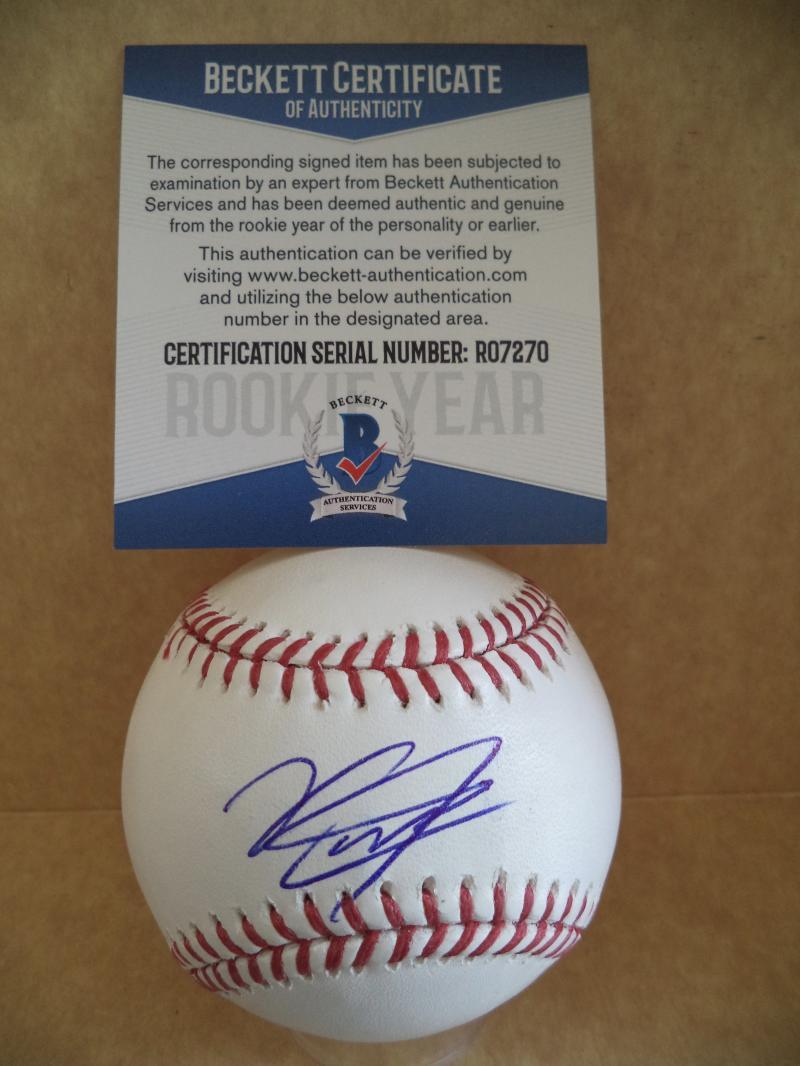 BECKETT CERTIFICATE
OF AUTHENTICITY
The corresponding signed item has been subjected to
examination by an expert from Beckett Authentication
Services and has been deemed authentic and genuine
from the rookie year of the personality or earlier.
This authentication can be verified by
visiting www.beckett-authentication.com
and utilizing the below authentication
number in the designated area.
CERTIFICATION SERIAL NUMBER: R07270
ROOKIE YEAR
BECKETT
B
AUTHENTICATION
SERVICES